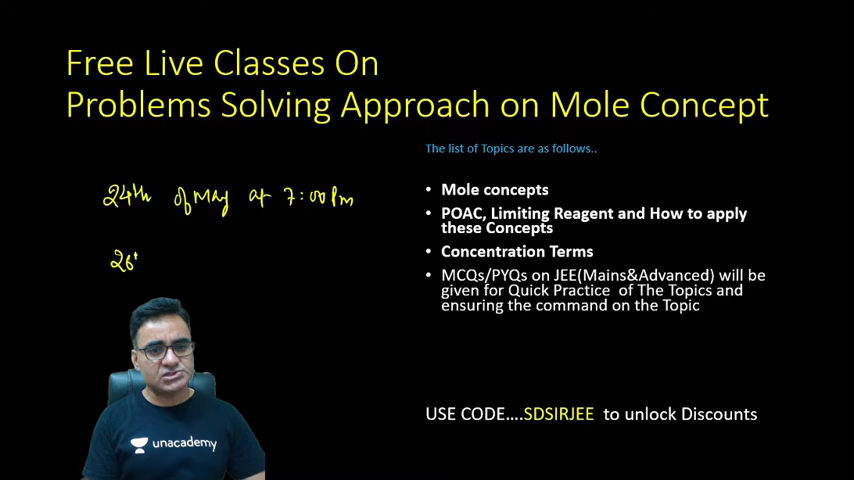 Free Live Classes On
Problems Solving Approach on Mole Concept
The list of Topics are as follows..
24th of May at 7:00 Pm
26t
• Mole concepts
• POAC, Limiting Reagent and How to apply
these Concepts
• Concentration Terms
• MCQs/PYQs on JEE(Mains&Advanced) will be
given for Quick Practice of The Topics and
ensuring the command on the Topic
USE CODE....SDSIRJEE to unlock Discounts
unacademy